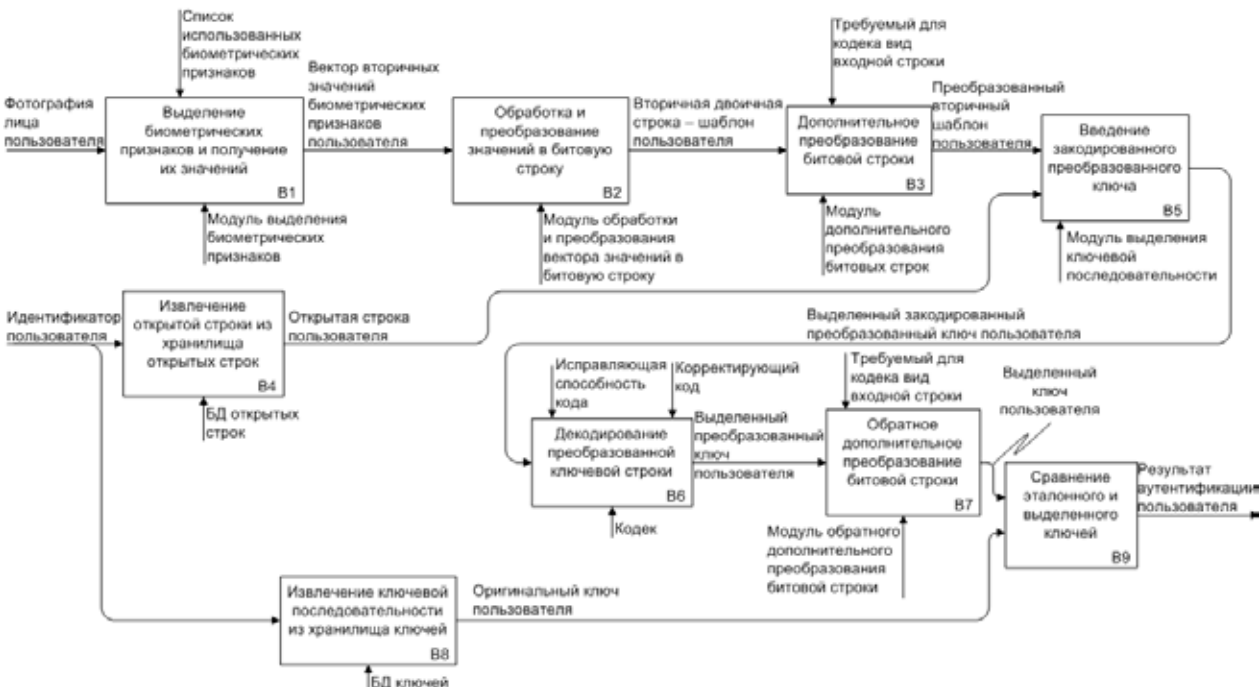 Список
использованных
биометрических
признаков
Фотография
лица
пользователя
Выделение
биометрических
признаков и получение
их значений
B1
Модуль выделения
биометрических
признаков
Вектор вторичных
значений
биометрических
признаков
пользователя
Обработка и
преобразование
значений в битовую
строку
B2
Модуль обработки
и преобразования
вектора значений в
битовую строку
Вторичная двоичная
строка – шаблон
пользователя
Требуемый для
кодека вид
входной строки
Дополнительное
преобразование
битовой строки
B3
Модуль
дополнительного
преобразования
битовых строк
Преобразованный
вторичный
шаблон
пользователя
Введение
закодированного
преобразованного
ключа
B5
Модуль выделения
ключевой
последовательности
Идентификатор
пользователя
Извлечение
открытой строки из
хранилища
открытых строк
B4
БД открытых
строк
Открытая строка
пользователя
Выделенный закодированный
преобразованный ключ пользователя
Исправляющая
способность
кода
Корректирующий
код
Декодирование
преобразованной
ключевой строки
B6
Кодек
Выделенный
преобразованный
ключ
пользователя
Требуемый для
кодека вид
входной строки
Обратное
дополнительное
преобразование
битовой строки
B7
Модуль обратного
дополнительного
преобразования
битовой строки
Выделенный
ключ
пользователя
Сравнение
эталонного и
выделенного
ключей
B9
Результат
аутентификации
пользователя
Извлечение ключевой
последовательности
из хранилища ключей
B8
БД ключей
Оригинальный ключ
пользователя